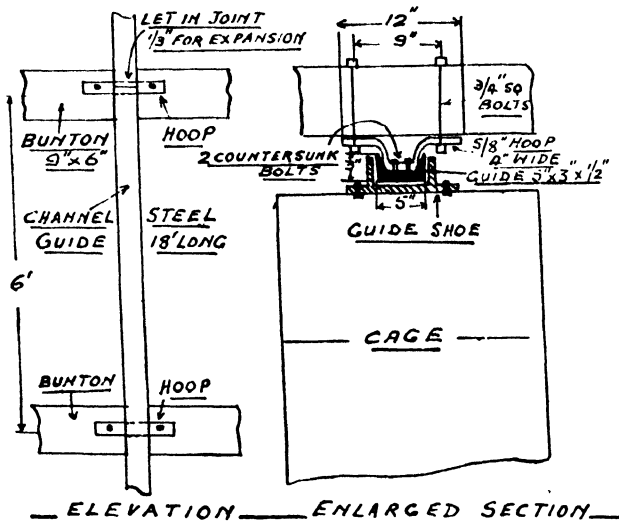 LET IN JOINT
1/3" FOR EXPANSION
BUNTON
9"x6"
HOOP
CHANNEL
GUIDE
STEEL
18' LONG
6'
BUNTON
HOOP
ELEVATION
12"
9"
3/4" SQ
BOLTS
5/8" HOOP
4" WIDE
2 COUNTERSUNK
BOLTS
GUIDE 5"x3"x1/2"
5"
GUIDE SHOE
CAGE
ENLARGED SECTION